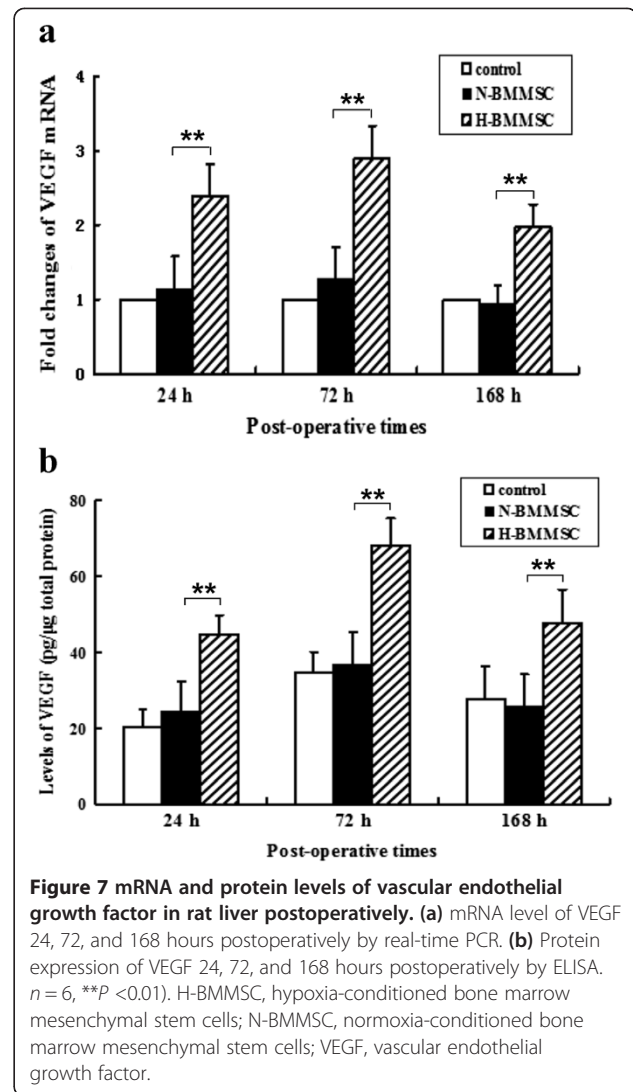 a
4
3
2
1
0
Fold changes of VEGF mRNA
control
N-BMMSC
H-BMMSC
**
**
**
24 h
72 h
168 h
Post-operative times
b
80
60
40
20
0
Levels of VEGF (pg/μg total protein)
control
N-BMMSC
H-BMMSC
**
**
**
24 h
72 h
168 h
Post-operative times
Figure 7 mRNA and protein levels of vascular endothelial
growth factor in rat liver postoperatively. (a) mRNA level of VEGF
24, 72, and 168 hours postoperatively by real-time PCR. (b) Protein
expression of VEGF 24, 72, and 168 hours postoperatively by ELISA.
n = 6, **P <0.01). H-BMMSC, hypoxia-conditioned bone marrow
mesenchymal stem cells; N-BMMSC, normoxia-conditioned bone
marrow mesenchymal stem cells; VEGF, vascular endothelial
growth factor.